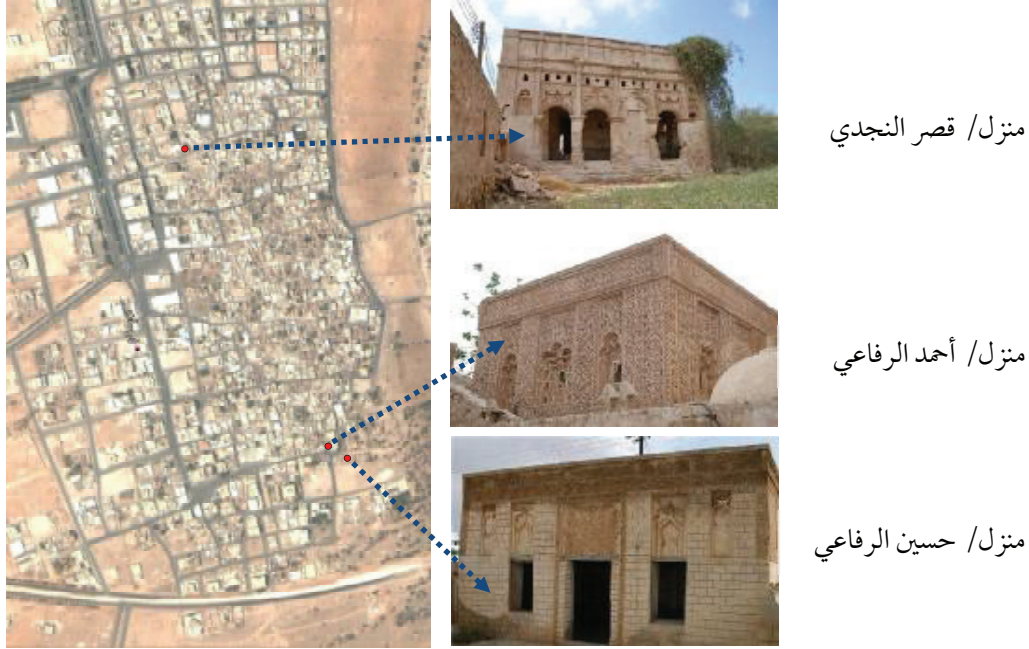 منزل/ قصر النجدي
منزل/ أحمد الرفاعي
منزل/ حسين الرفاعي